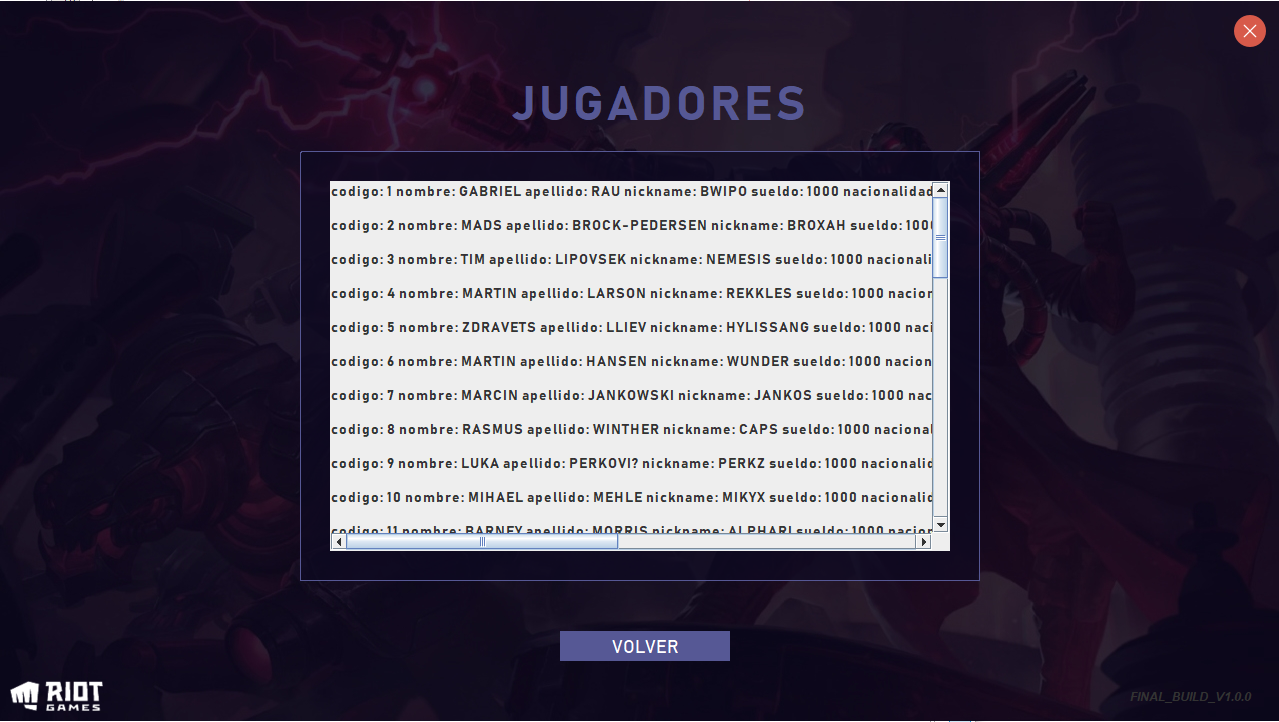 JUGADORES
codigo: 1 nombre: GABRIEL apellido: RAU nickname: BWIPO sueldo: 1000 nacionalidad
codigo: 2 nombre: MADS apellido: BROCK-PEDERSEN nickname: BROXAH sueldo: 1000
codigo: 3 nombre: TIM apellido: LIPOVSEK nickname: NEMESIS sueldo: 1000 nacionali
codigo: 4 nombre: MARTIN apellido: LARSON nickname: REKKLES sueldo: 1000 nacion
codigo: 5 nombre: ZDRAVETS apellido: LLIEV nickname: HYLISSANG sueldo: 1000 naci
codigo: 6 nombre: MARTIN apellido: HANSEN nickname: WUNDER sueldo: 1000 nacion
codigo: 7 nombre: MARCIN apellido: JANKOWSKI nickname: JANKOS sueldo: 1000 nac
codigo: 8 nombre: RASMUS apellido: WINTHER nickname: CAPS sueldo: 1000 nacional
codigo: 9 nombre: LUKA apellido: PERKOVI? nickname: PERKZ sueldo: 1000 nacionalid
codigo: 10 nombre: MIHAEL apellido: MEHLE nickname: MIKYX sueldo: 1000 nacionalid
codigo: 11 nombre: BARNEY apellido: MORRIS nickname: ALPHARI sueldo: 1000 nacion
VOLVER
RIOT
GAMES
FINAL_BUILD_V1.0.0